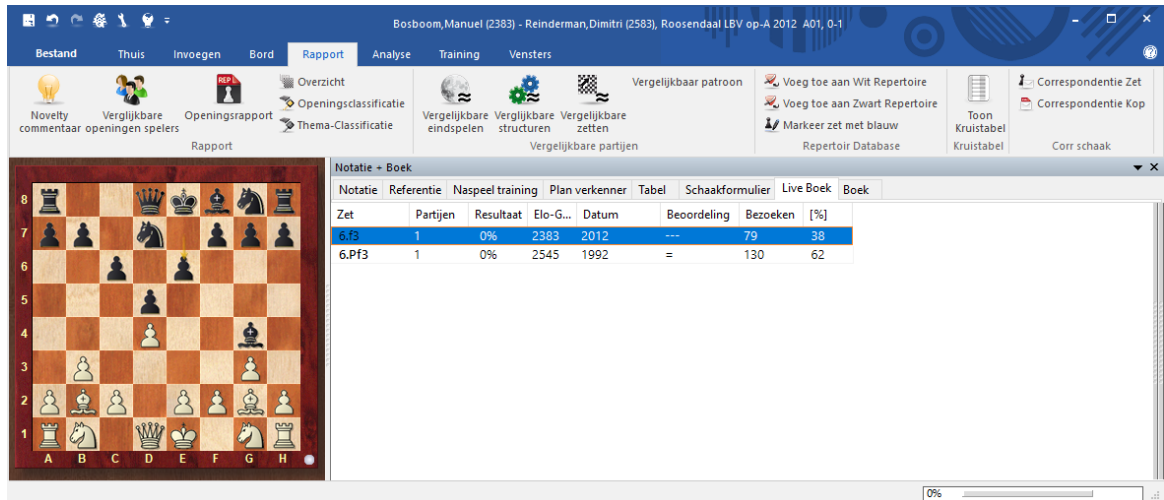 Bosboom,Manuel (2383) - Reinderman,Dimitri (2583), Roosendaal LBV op-A 2012 A01, 0-1
Bestand Thuis Invoegen Bord Rapport Analyse Training Vensters
Novelty commentaar
Verglijkbare openingen spelers
REP
Openingsrapport
Overzicht
Openingsclassificatie
Thema-Classificatie
Rapport
Vergelijkbare eindspelen
Verglijkbare structuren
Vergelijkbare zetten
Vergelijkbaar patroon
Vergelijkbare partijen
Voeg toe aan Wit Repertoire
Voeg toe aan Zwart Repertoire
Markeer zet met blauw
Repertoir Database
Toon Kruistabel
Kruistabel
Correspondentie Zet
Correspondentie Kop
Corr schaak
Notatie + Boek
Notatie Referentie Naspeel training Plan verkenner Tabel Schaakformulier Live Boek Boek
Zet Partijen Resultaat Elo-G... Datum Beoordeling Bezoeken [%]
6.f3 1 0% 2383 2012 --- 79 38
6.Pf3 1 0% 2545 1992 = 130 62
8
7
6
5
4
3
2
1
A B C D E F G H
0%